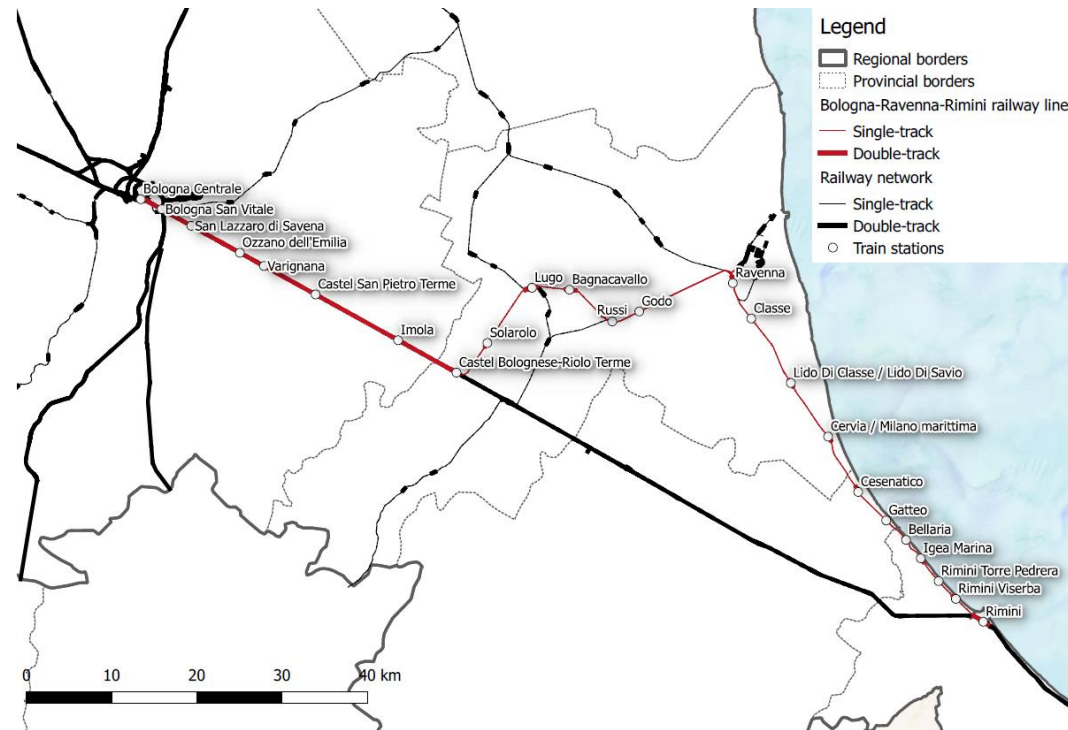 Legend
Regional borders
Provincial borders
Bologna-Ravenna-Rimini railway line
Single-track
Double-track
Railway network
Single-track
Double-track
Train stations
Bologna Centrale
Bologna San Vitale
San Lazzaro di Savena
Ozzano dell'Emilia
Varignana
Castel San Pietro Terme
Imola
Castel Bolognese-Riolo Terme
Solarolo
Lugo
Bagnacavallo
Russi
Godo
Ravenna
Classe
Lido Di Classe / Lido Di Savio
Cervia / Milano marittima
Cesenatico
Gatteo
Bellaria
Igea Marina
Rimini Torre Pedrera
Rimini Viserba
Rimini
0 10 20 30 40 km